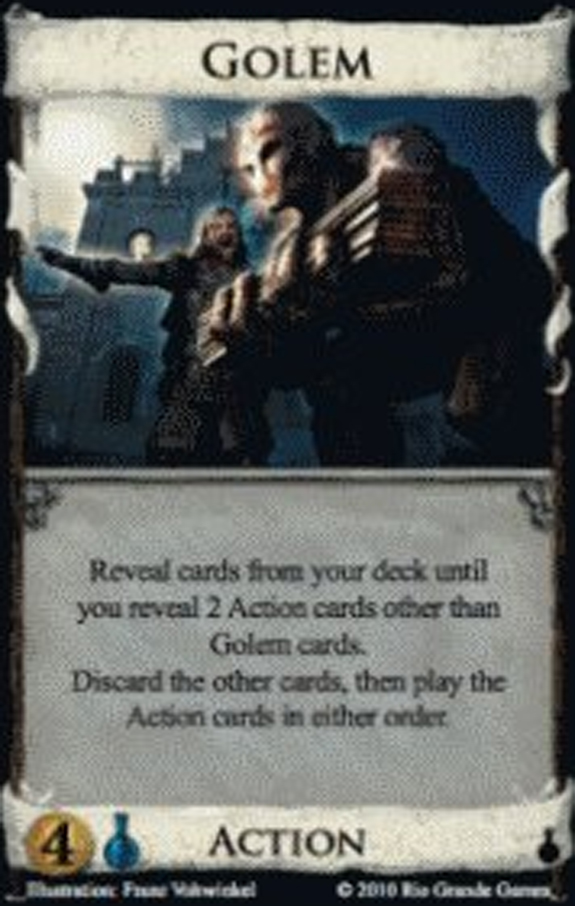 GOLEM
Reveal cards from your deck until
you reveal 2 Action cards other than
Golem cards.
Discard the other cards, then play the
Action cards in either order.
4 ACTION
Illustration: Franz Vohwinkel © 2010 Rio Grande Games